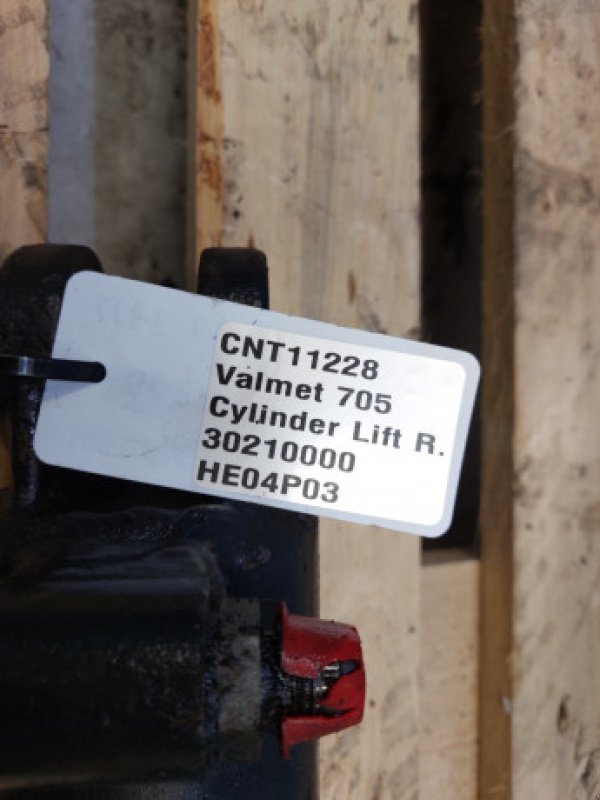 CNT11228
Valmet 705
Cylinder Lift R.
30210000
HE04P03